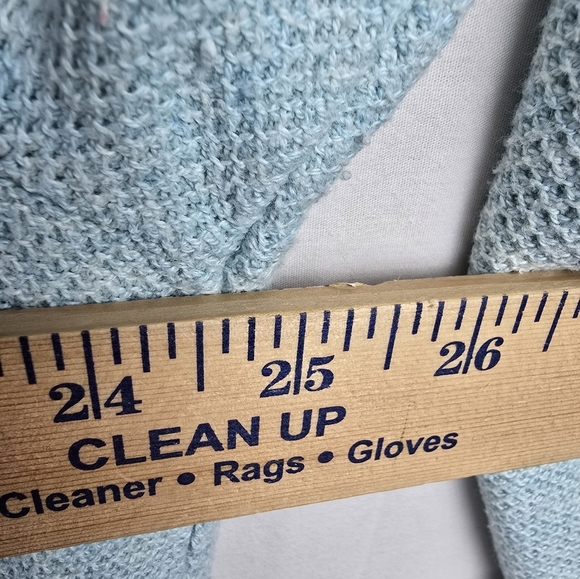 24 25 26
CLEAN UP
Cleaner • Rags • Gloves